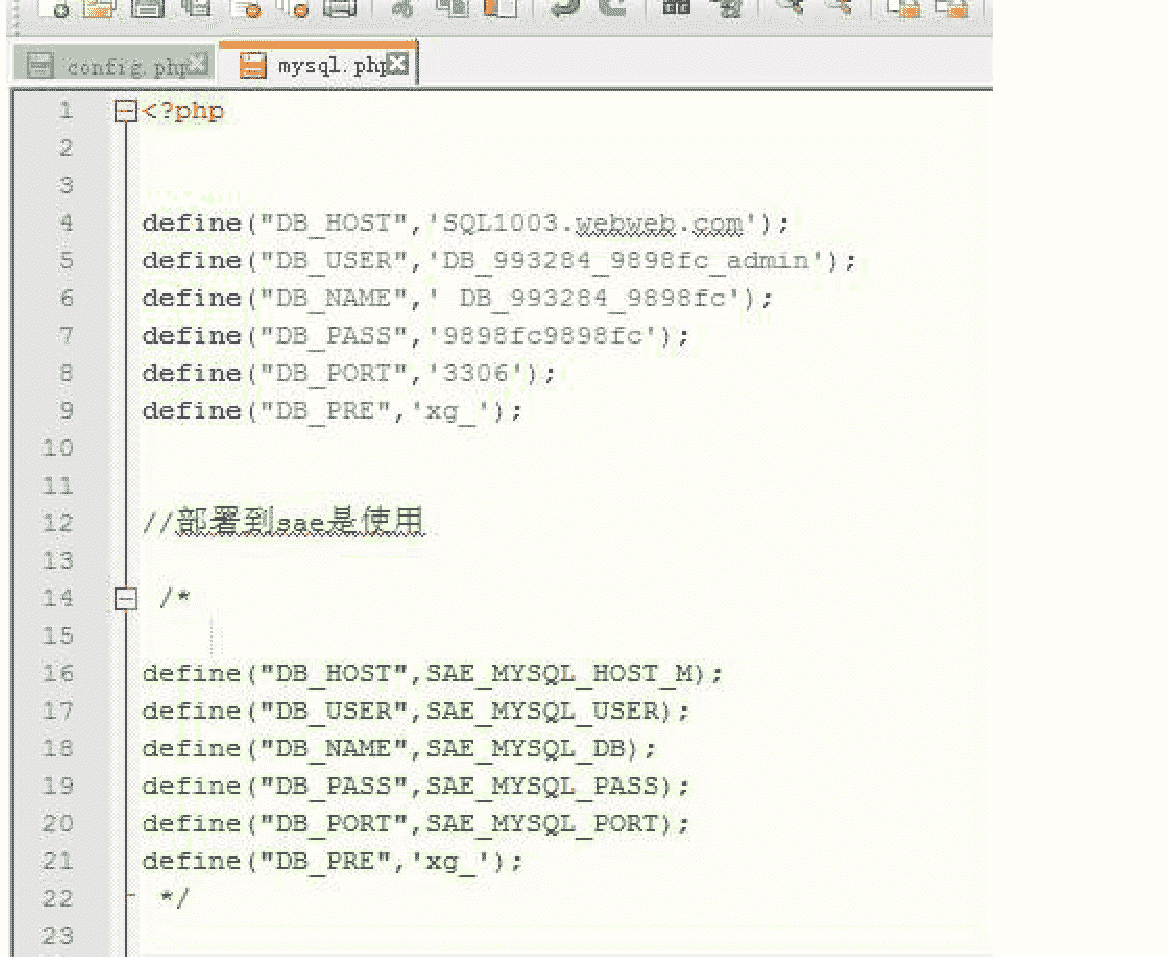 config.php
mysql.php
1 <?php
2
3
4 define("DB_HOST",'SQL1003.webweb.com');
5 define("DB_USER",'DB_993284_9898fc_admin');
6 define("DB_NAME",' DB_993284_9898fc');
7 define("DB_PASS",'9898fc9898fc');
8 define("DB_PORT",'3306');
9 define("DB_PRE",'xg_');
10
11
12 //部署到sae是使用
13
14 /*
15
16 define("DB_HOST",SAE_MYSQL_HOST_M);
17 define("DB_USER",SAE_MYSQL_USER);
18 define("DB_NAME",SAE_MYSQL_DB);
19 define("DB_PASS",SAE_MYSQL_PASS);
20 define("DB_PORT",SAE_MYSQL_PORT);
21 define("DB_PRE",'xg_');
22 */
23